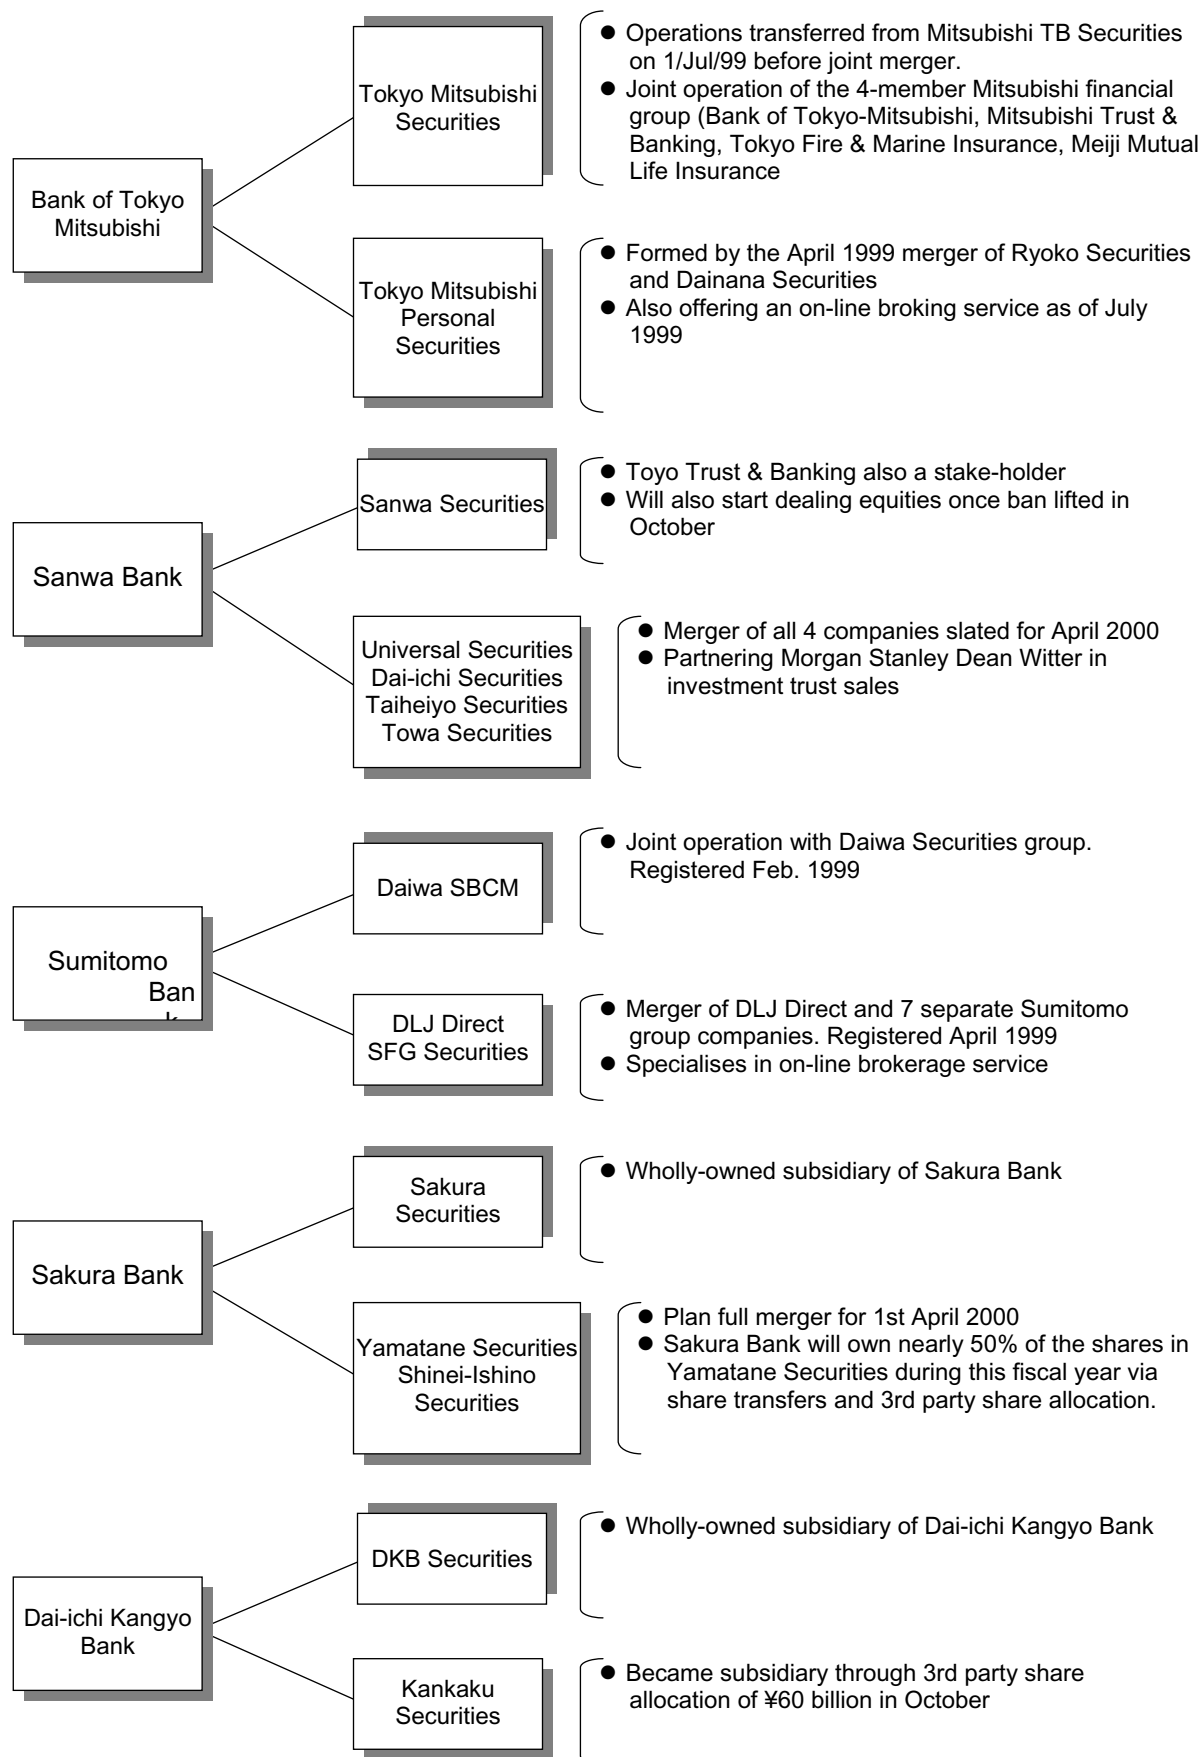 Bank of Tokyo
Mitsubishi
Tokyo Mitsubishi
Securities
● Operations transferred from Mitsubishi TB Securities
on 1/Jul/99 before joint merger.
● Joint operation of the 4-member Mitsubishi financial
group (Bank of Tokyo-Mitsubishi, Mitsubishi Trust &
Banking, Tokyo Fire & Marine Insurance, Meiji Mutual
Life Insurance
Tokyo Mitsubishi
Personal
Securities
● Formed by the April 1999 merger of Ryoko Securities
and Dainana Securities
● Also offering an on-line broking service as of July
1999
Sanwa Bank
Sanwa Securities
● Toyo Trust & Banking also a stake-holder
● Will also start dealing equities once ban lifted in
October
Universal Securities
Dai-ichi Securities
Taiheiyo Securities
Towa Securities
● Merger of all 4 companies slated for April 2000
● Partnering Morgan Stanley Dean Witter in
investment trust sales
Sumitomo
Ban
k
Daiwa SBCM
● Joint operation with Daiwa Securities group.
Registered Feb. 1999
DLJ Direct
SFG Securities
● Merger of DLJ Direct and 7 separate Sumitomo
group companies. Registered April 1999
● Specialises in on-line brokerage service
Sakura Bank
Sakura
Securities
● Wholly-owned subsidiary of Sakura Bank
Yamatane Securities
Shinei-Ishino
Securities
● Plan full merger for 1st April 2000
● Sakura Bank will own nearly 50% of the shares in
Yamatane Securities during this fiscal year via
share transfers and 3rd party share allocation.
Dai-ichi Kangyo
Bank
DKB Securities
● Wholly-owned subsidiary of Dai-ichi Kangyo Bank
Kankaku
Securities
● Became subsidiary through 3rd party share
allocation of ¥60 billion in October